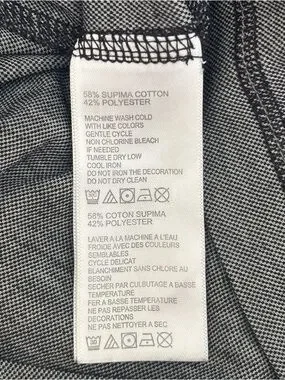 58% SUPIMA COTTON
42% POLYESTER
MACHINE WASH COLD
WITH LIKE COLORS
GENTLE CYCLE
NON CHLORINE BLEACH
IF NEEDED
TUMBLE DRY LOW
COOL IRON
DO NOT IRON THE DECORATION
DO NOT DRY CLEAN
58% COTON SUPIMA
42% POLYESTER
LAVER A LA MACHINE A L'EAU
FROIDE AVEC DES COULEURS
SEMBLABLES
CYCLE DELICAT
BLANCHIMENT SANS CHLORE AU
BESOIN
SECHER PAR CULBUTAGE A BASSE
TEMPERATURE
FER A BASSE TEMPERATURE
NE PAS REPASSER LES
DECORATIONS
NE PAS NETTOYER A SEC